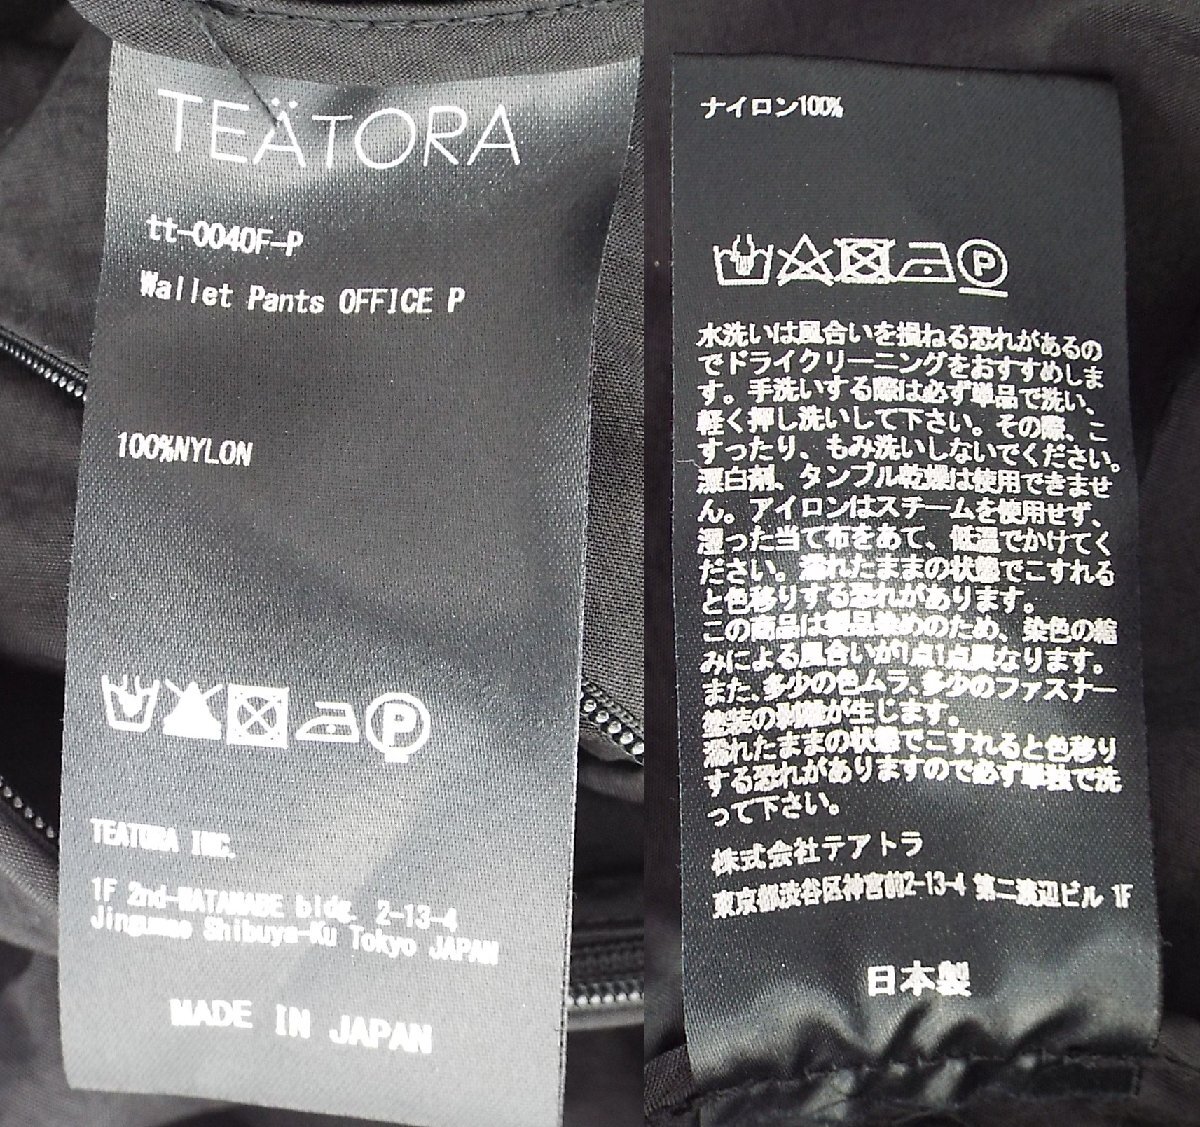 TEÄTORA
tt-0040F-P
Wallet Pants OFFICE P
100%NYLON
P
TEATORA INC.
1F 2nd-WATANABE bldg. 2-13-4
Jingumae Shibuya-Ku Tokyo JAPAN
MADE IN JAPAN
ナイロン100%
P
水洗いは風合いを損ねる恐れがあるの
でドライクリーニングをおすすめしま
す。手洗いする際は必ず単品で洗い、
軽く押し洗いして下さい。その際、こ
すったり、もみ洗いしないでください。
漂白剤、タンブル乾燥は使用できませ
ん。アイロンはスチームを使用せず、
湿った当て布をあて、低温でかけてく
ださい。濡れたままの状態でこすれる
と色移りする恐れがあります。
この商品は製品染めのため、染色の縮
みによる風合いが1点1点異なります。
また、多少の色ムラ、多少のファスナー
塗装の剥離が生じます。
濡れたままの状態でこすれると色移り
する恐れがありますので必ず単独で洗
って下さい。
株式会社テアトラ
東京都渋谷区神宮前2-13-4 第二渡辺ビル 1F
日本製